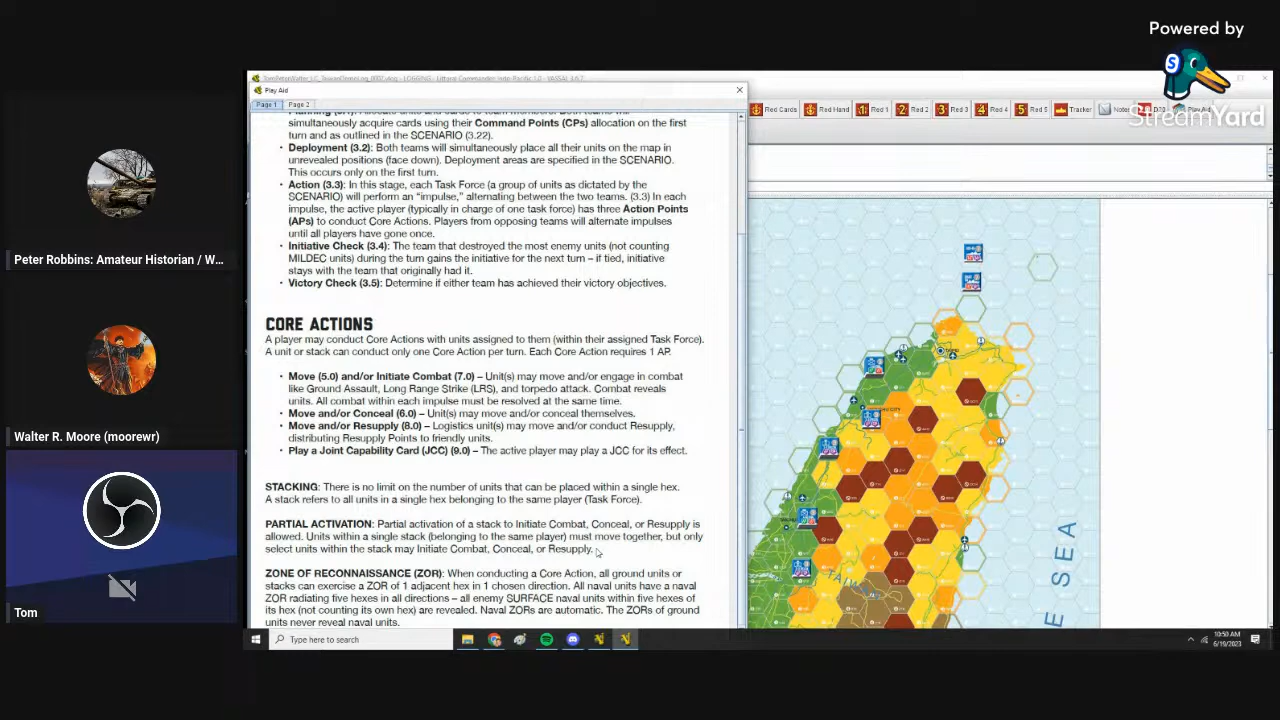 Powered by
StreamYard
TomPeterWalter_LC_TaiwanDemoLog_0002.vlog - LOGGING - Littoral Commander: Indo-Pacific 1.0 - VASSAL 3.6.7
Play Aid
Page 1
Page 2
Red Cards
Red Hand
Red 1
Red 2
Red 3
Red 4
Red 5
Tracker
Notes
simultaneously acquire cards using their Command Points (CPs) allocation on the first
turn and as outlined in the SCENARIO (3.22).
• Deployment (3.2): Both teams will simultaneously place all their units on the map in
unrevealed positions (face down). Deployment areas are specified in the SCENARIO.
This occurs only on the first turn.
• Action (3.3): In this stage, each Task Force (a group of units as dictated by the
SCENARIO) will perform an “impulse,” alternating between the two teams. (3.3) In each
impulse, the active player (typically in charge of one task force) has three Action Points
(APs) to conduct Core Actions. Players from opposing teams will alternate impulses
until all players have gone once.
• Initiative Check (3.4): The team that destroyed the most enemy units (not counting
MILDEC units) during the turn gains the initiative for the next turn – if tied, initiative
stays with the team that originally had it.
• Victory Check (3.5): Determine if either team has achieved their victory objectives.
CORE ACTIONS
A player may conduct Core Actions with units assigned to them (within their assigned Task Force).
A unit or stack can conduct only one Core Action per turn. Each Core Action requires 1 AP.
• Move (5.0) and/or Initiate Combat (7.0) – Unit(s) may move and/or engage in combat
like Ground Assault, Long Range Strike (LRS), and torpedo attack. Combat reveals
units. All combat within each impulse must be resolved at the same time.
• Move and/or Conceal (6.0) – Unit(s) may move and/or conceal themselves.
• Move and/or Resupply (8.0) – Logistics unit(s) may move and/or conduct Resupply,
distributing Resupply Points to friendly units.
• Play a Joint Capability Card (JCC) (9.0) – The active player may play a JCC for its effect.
STACKING: There is no limit on the number of units that can be placed within a single hex.
A stack refers to all units in a single hex belonging to the same player (Task Force).
PARTIAL ACTIVATION: Partial activation of a stack to Initiate Combat, Conceal, or Resupply is
allowed. Units within a single stack (belonging to the same player) must move together, but only
select units within the stack may Initiate Combat, Conceal, or Resupply.
ZONE OF RECONNAISSANCE (ZOR): When conducting a Core Action, all ground units or
stacks can exercise a ZOR of 1 adjacent hex in 1 chosen direction. All naval units have a naval
ZOR radiating five hexes in all directions – all enemy SURFACE naval units within five hexes of
its hex (not counting its own hex) are revealed. Naval ZORs are automatic. The ZORs of ground
units never reveal naval units.
E SEA
Peter Robbins: Amateur Historian / W...
Walter R. Moore (moorewr)
Tom
Type here to search
10:50 AM
6/19/2023